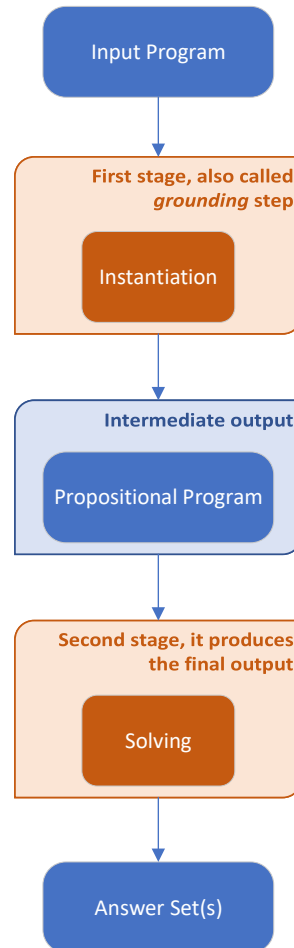 Input Program
First stage, also called
grounding step
Instantiation
Intermediate output
Propositional Program
Second stage, it produces
the final output
Solving
Answer Set(s)